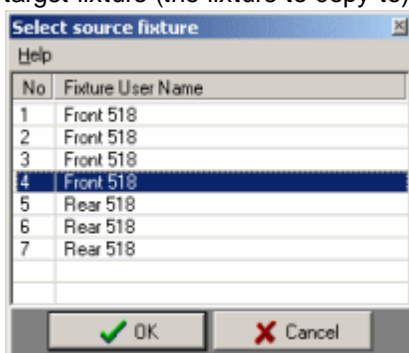 target fixture (the fixture to copy to)
Select source fixture
Help
No Fixture User Name
1 Front 518
2 Front 518
3 Front 518
4 Front 518
5 Rear 518
6 Rear 518
7 Rear 518
OK Cancel